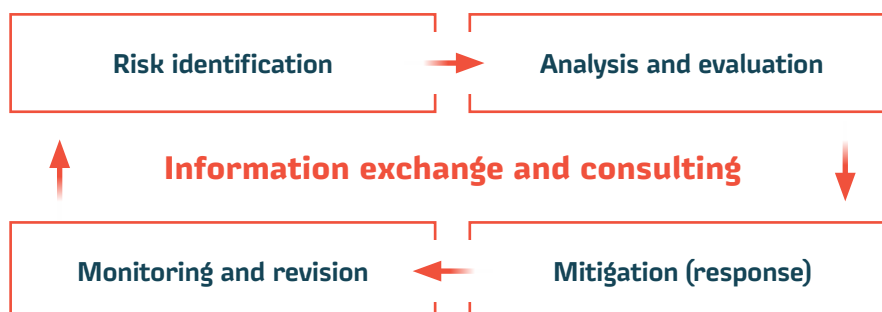 Risk identification
Analysis and evaluation
Information exchange and consulting
Monitoring and revision
Mitigation (response)